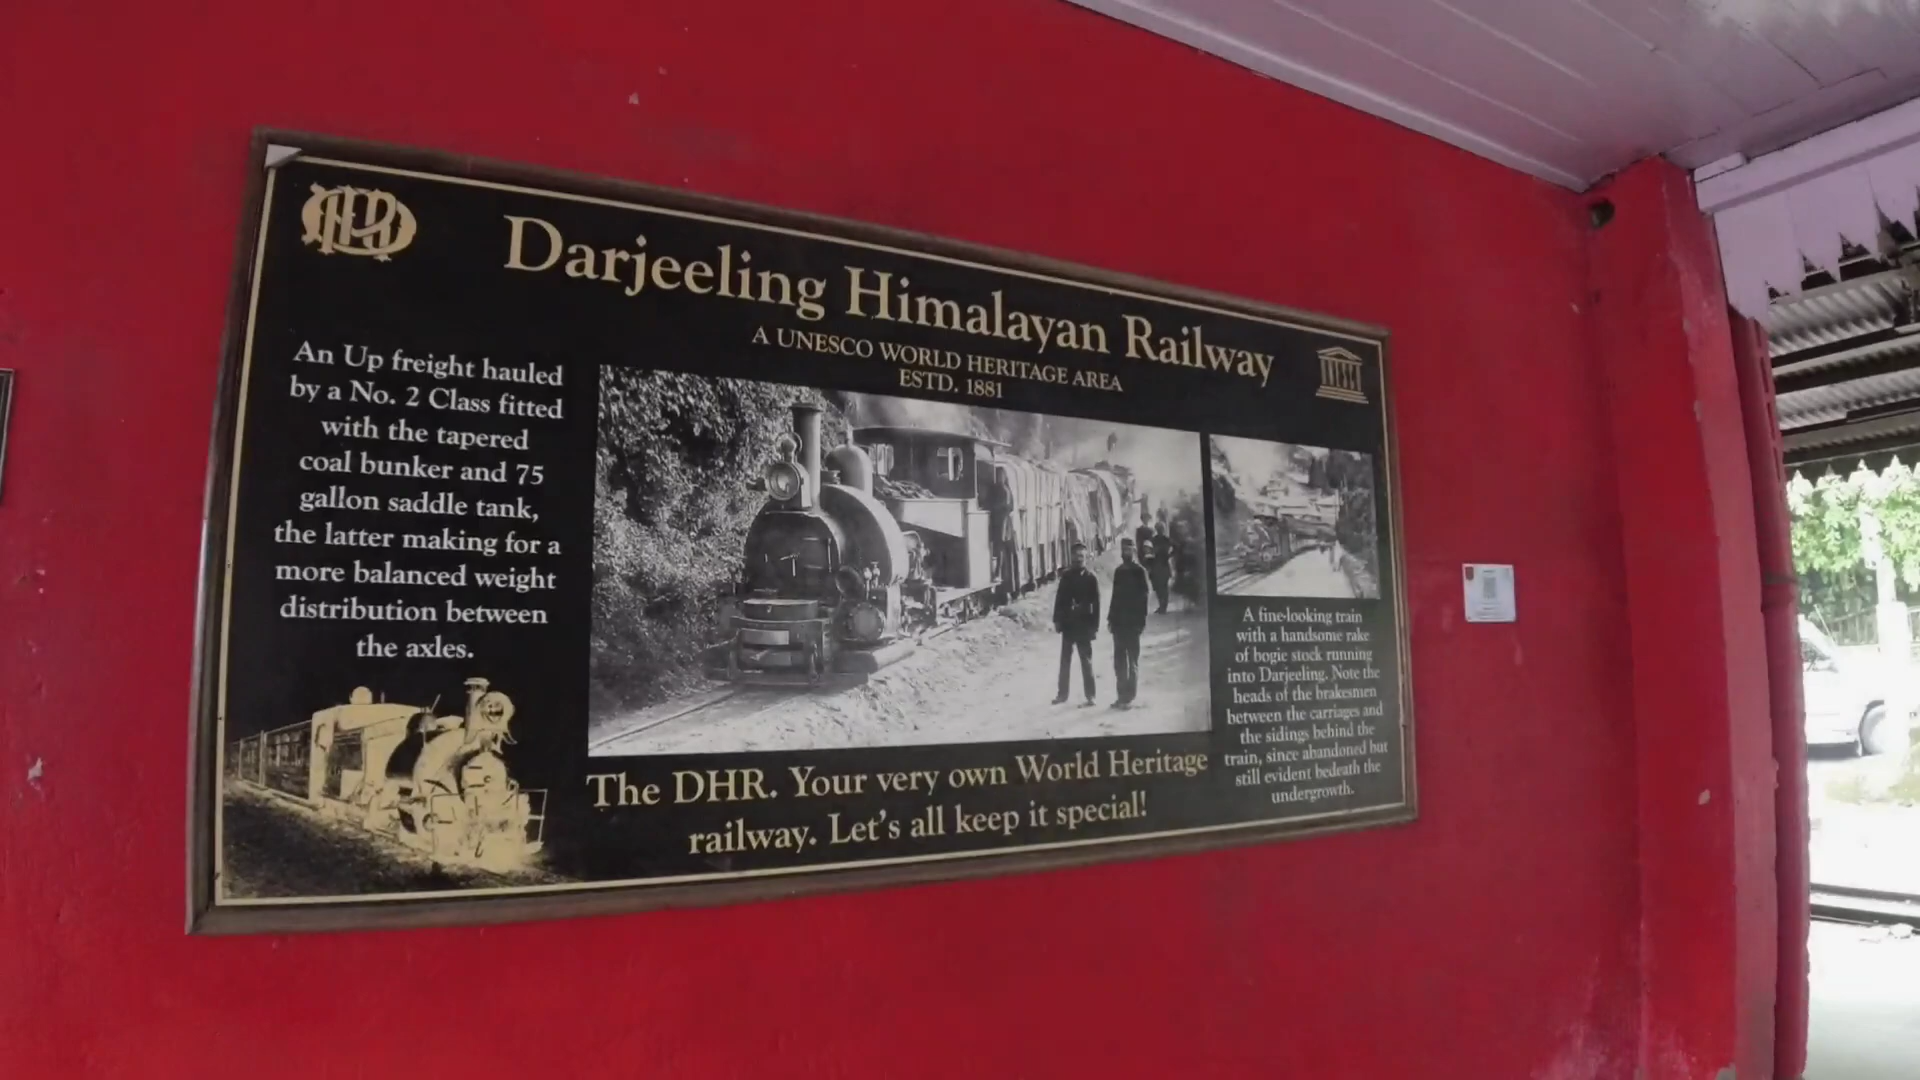 DHR
Darjeeling Himalayan Railway
A UNESCO WORLD HERITAGE AREA
ESTD. 1881
An Up freight hauled
by a No. 2 Class fitted
with the tapered
coal bunker and 75
gallon saddle tank,
the latter making for a
more balanced weight
distribution between
the axles.
A fine-looking train
with a handsome rake
of bogie stock running
into Darjeeling. Note the
heads of the brakesmen
between the carriages and
the sidings behind the
train, since abandoned but
still evident bedeath the
undergrowth.
The DHR. Your very own World Heritage
railway. Let's all keep it special!